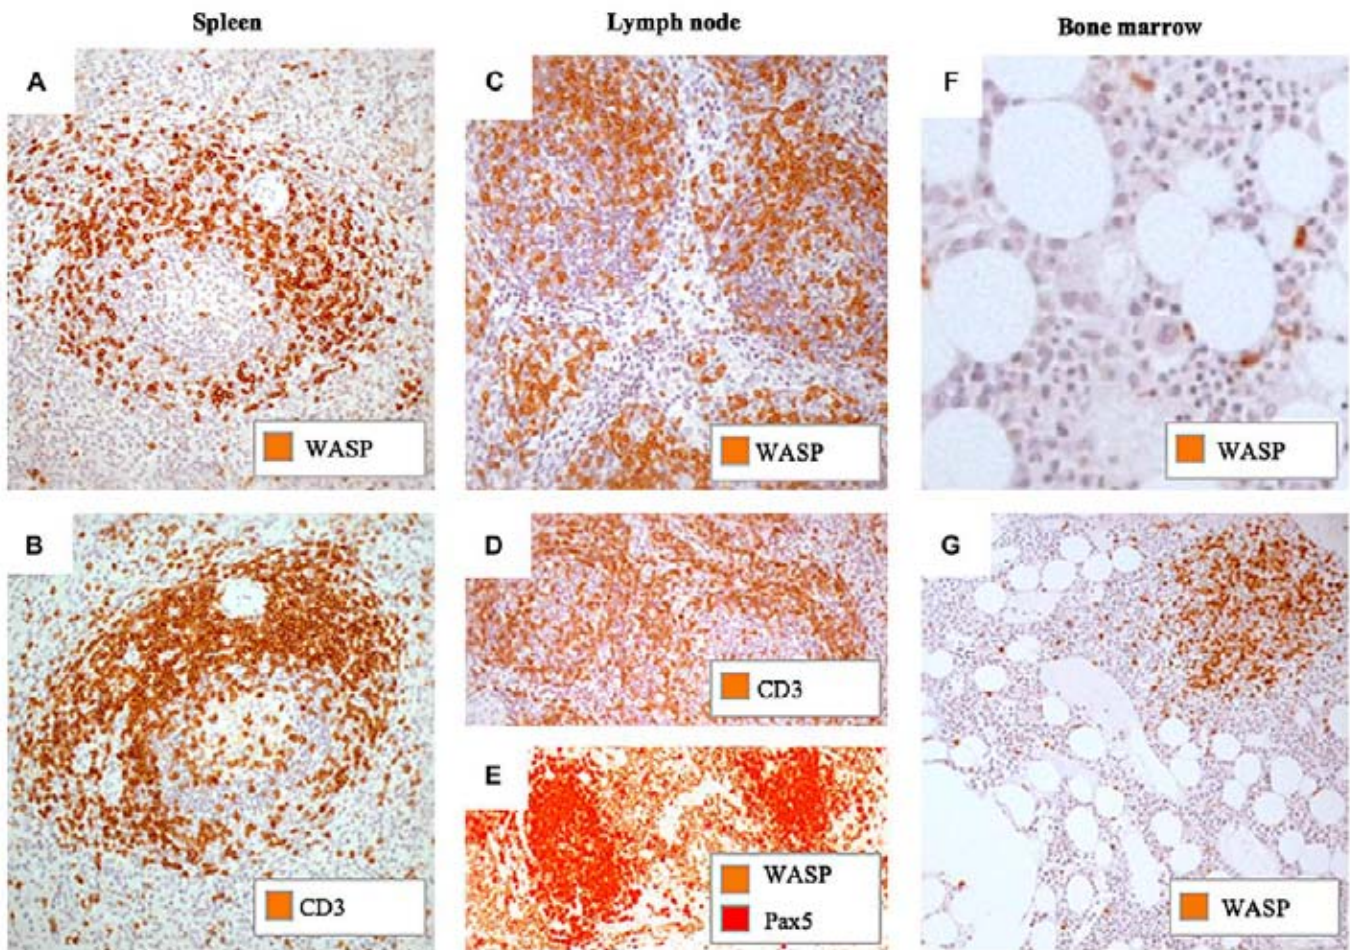 Spleen
Lymph node
Bone marrow
A
WASP
B
CD3
C
WASP
D
CD3
E
WASP
Pax5
F
WASP
G
WASP